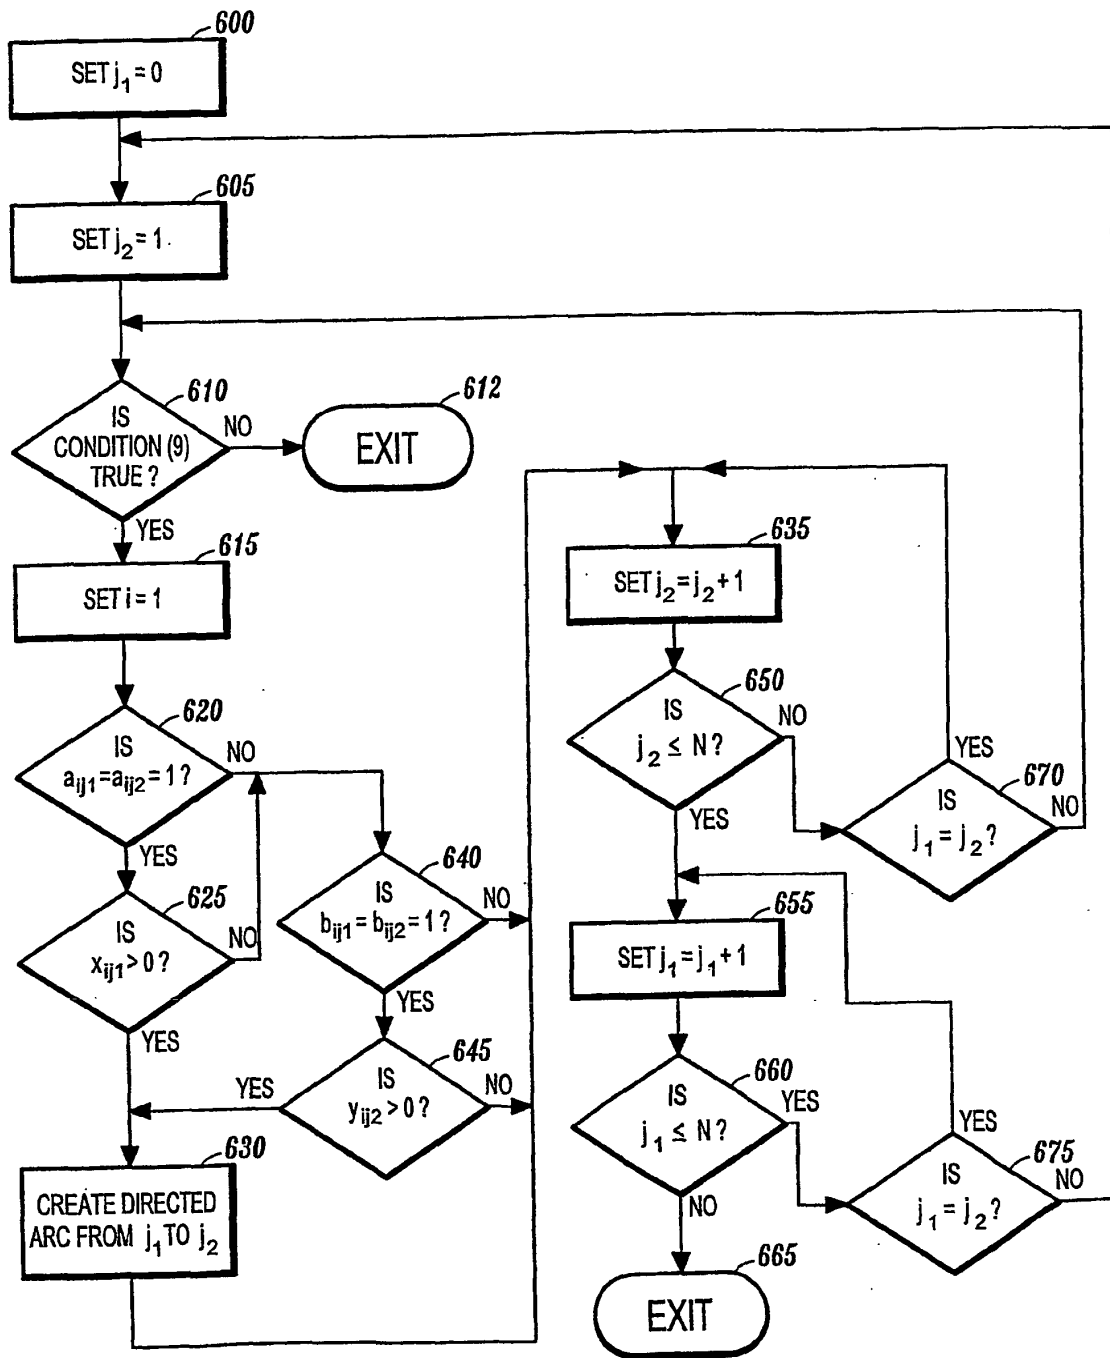 600
SET j₁ = 0
605
SET j₂ = 1
610
IS
CONDITION (9)
TRUE ?
NO
YES
612
EXIT
615
SET i = 1
620
IS
aᵢⱼ₁ = aᵢⱼ₂ = 1 ?
NO
YES
625
IS
xᵢⱼ₁ > 0 ?
NO
YES
630
CREATE DIRECTED
ARC FROM j₁ TO j₂
640
IS
bᵢⱼ₁ = bᵢⱼ₂ = 1 ?
NO
YES
645
IS
yᵢⱼ₂ > 0 ?
YES
NO
635
SET j₂ = j₂ + 1
650
IS
j₂ ≤ N ?
NO
YES
670
IS
j₁ = j₂ ?
YES
NO
655
SET j₁ = j₁ + 1
660
IS
j₁ ≤ N ?
YES
NO
675
IS
j₁ = j₂ ?
YES
NO
665
EXIT